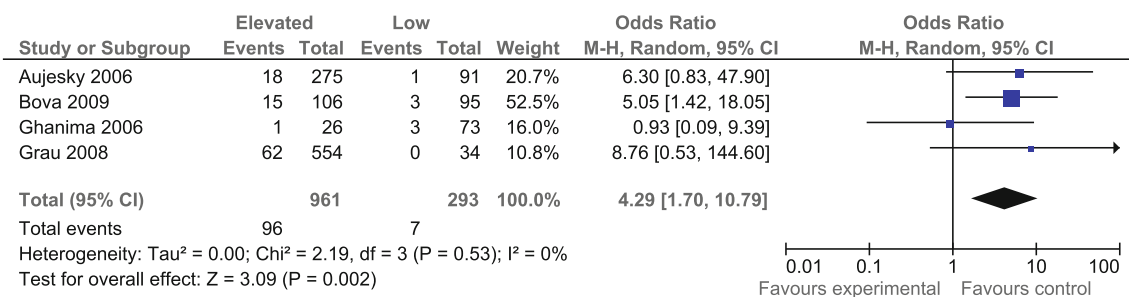 Elevated Low Odds Ratio Odds Ratio
Study or Subgroup Events Total Events Total Weight M-H, Random, 95% CI M-H, Random, 95% CI
Aujesky 2006 18 275 1 91 20.7% 6.30 [0.83, 47.90]
Bova 2009 15 106 3 95 52.5% 5.05 [1.42, 18.05]
Ghanima 2006 1 26 3 73 16.0% 0.93 [0.09, 9.39]
Grau 2008 62 554 0 34 10.8% 8.76 [0.53, 144.60]
Total (95% CI) 961 293 100.0% 4.29 [1.70, 10.79]
Total events 96 7
Heterogeneity: Tau² = 0.00; Chi² = 2.19, df = 3 (P = 0.53); I² = 0%
Test for overall effect: Z = 3.09 (P = 0.002)
0.01 0.1 1 10 100
Favours experimental Favours control